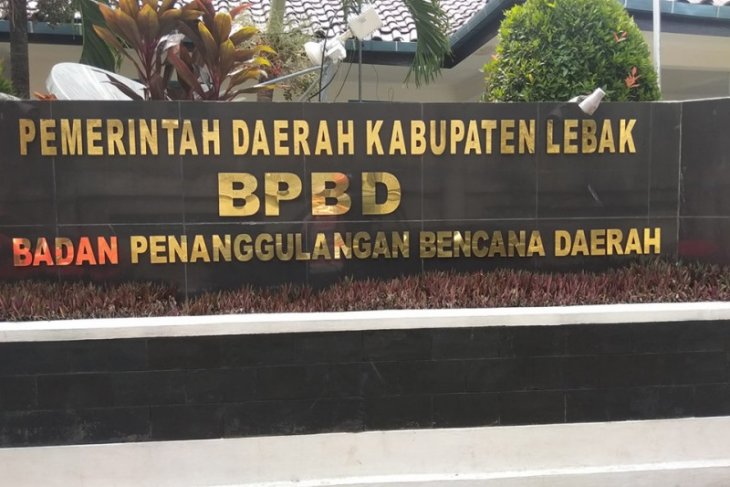 PEMERINTAH DAERAH KABUPATEN LEBAK
BPBD
BADAN PENANGGULANGAN BENCANA DAERAH